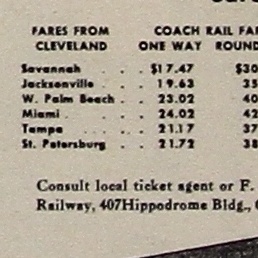 FARES FROM COACH RAIL FA
CLEVELAND ONE WAY ROUND
Savannah . . . $17.47 $30
Jacksonville . . 19.63 35
W. Palm Beach . . 23.02 40
Miami . . . . 24.02 42
Tampa . . . . 21.17 37
St. Petersburg . . 21.72 38
Consult local ticket agent or F.
Railway, 407Hippodrome Bldg.,